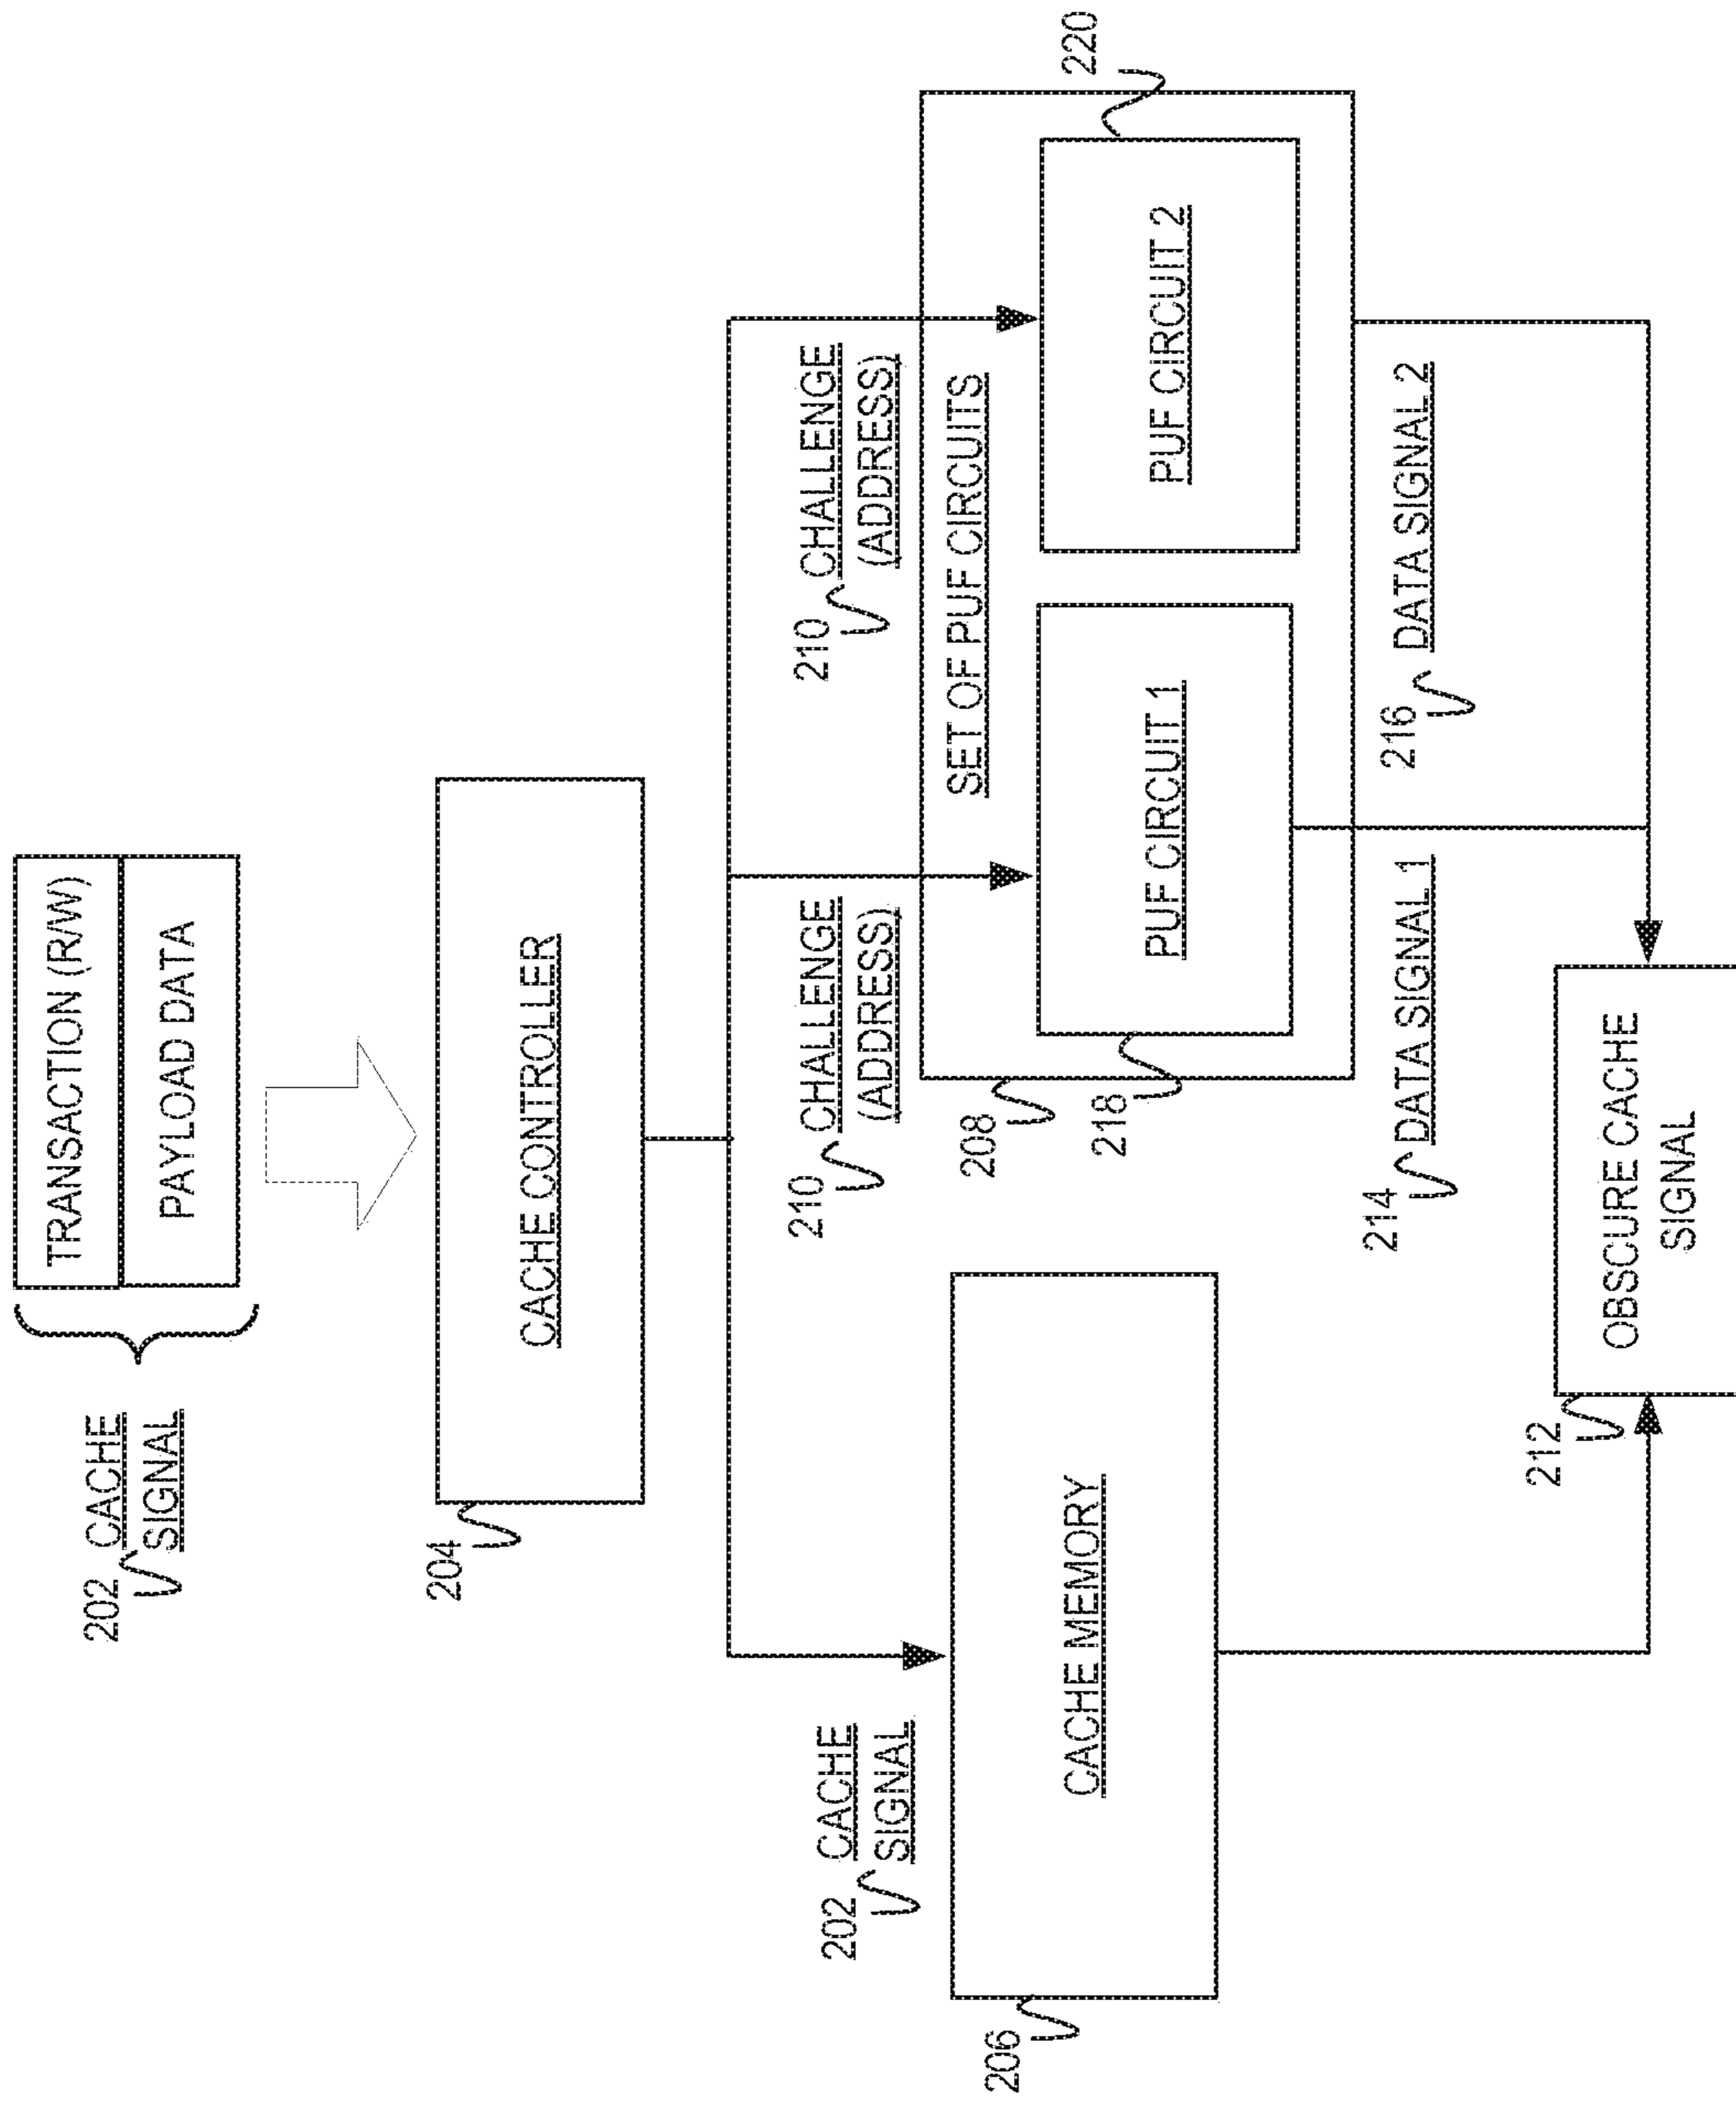 TRANSACTION (R/W)
PAYLOAD DATA
202 CACHE
SIGNAL
CACHE CONTROLLER
204
202 CACHE
SIGNAL
210 CHALLENGE
(ADDRESS)
210 CHALLENGE
(ADDRESS)
SET OF PUF CIRCUITS
208
CACHE MEMORY
206
PUF CIRCUIT 1
218
PUF CIRCUIT 2
220
214 DATA SIGNAL 1
216 DATA SIGNAL 2
212
OBSCURE CACHE
SIGNAL